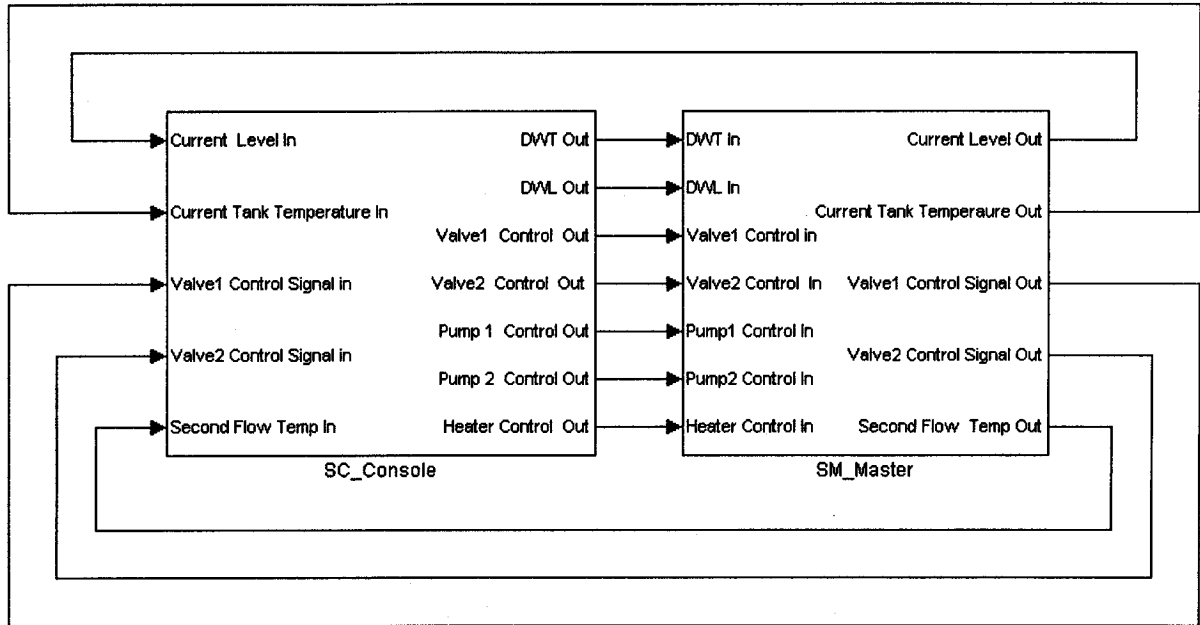 Current Level In
Current Tank Temperature In
Valve1 Control Signal in
Valve2 Control Signal in
Second Flow Temp In
DWT Out
DWL Out
Valve1 Control Out
Valve2 Control Out
Pump 1 Control Out
Pump 2 Control Out
Heater Control Out
SC_Console
DWT In
DWL In
Valve1 Control in
Valve2 Control In
Pump1 Control In
Pump2 Control In
Heater Control In
Current Level Out
Current Tank Temperaure Out
Valve1 Control Signal Out
Valve2 Control Signal Out
Second Flow Temp Out
SM_Master